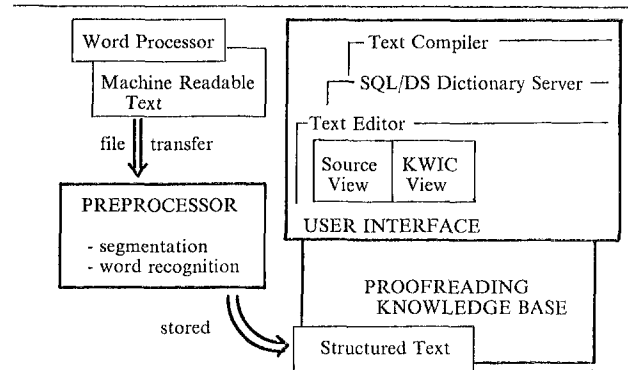 Word Processor
Machine Readable
Text
file transfer
PREPROCESSOR
- segmentation
- word recognition
stored
Text Compiler
SQL/DS Dictionary Server
Text Editor
Source
View
KWIC
View
USER INTERFACE
PROOFREADING
KNOWLEDGE BASE
Structured Text